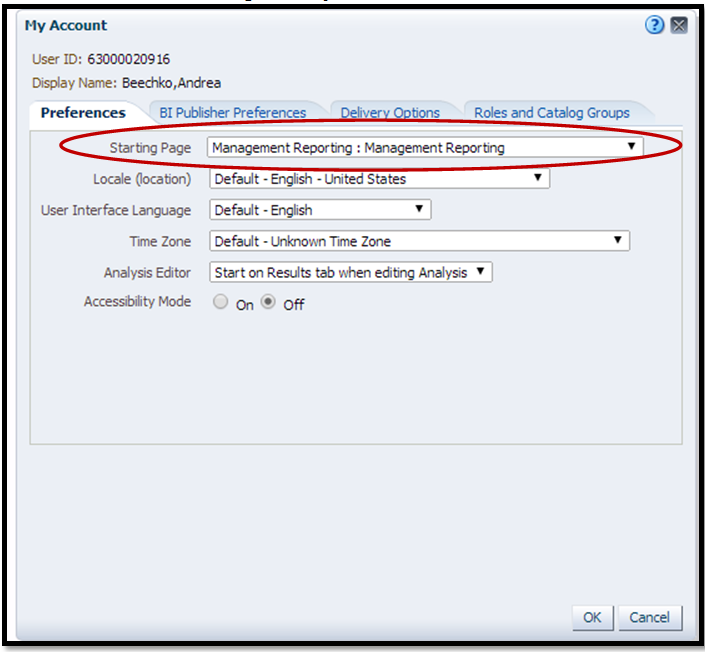 My Account
User ID: 63000020916
Display Name: Beechko,Andrea
Preferences BI Publisher Preferences Delivery Options Roles and Catalog Groups
Starting Page Management Reporting : Management Reporting
Locale (location) Default - English - United States
User Interface Language Default - English
Time Zone Default - Unknown Time Zone
Analysis Editor Start on Results tab when editing Analysis
Accessibility Mode On Off
OK Cancel